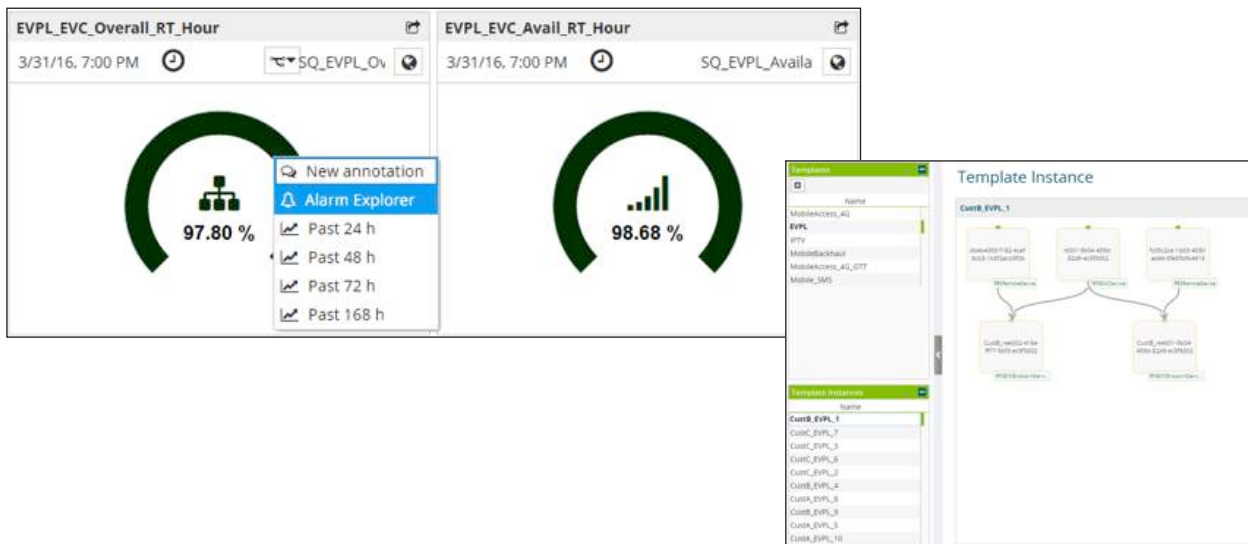 EVPL_EVC_Overall_RT_Hour
3/31/16, 7:00 PM SQ_EVPL_Ov
97.80 %
New annotation
Alarm Explorer
Past 24 h
Past 48 h
Past 72 h
Past 168 h
EVPL_EVC_Avail_RT_Hour
3/31/16, 7:00 PM SQ_EVPL_Availa
98.68 %
Templates
Name
MobileAccess_4G
EVPL
IPTV
MobileBackhaul
MobileAccess_4G_OTT
Mobile_SMS
Template Instances
Name
CustB_EVPL_1
CustC_EVPL_7
CustC_EVPL_3
CustC_EVPL_6
CustC_EVPL_2
CustB_EVPL_4
CustA_EVPL_8
CustB_EVPL_9
CustA_EVPL_5
CustA_EVPL_10
Template Instance
CustB_EVPL_1